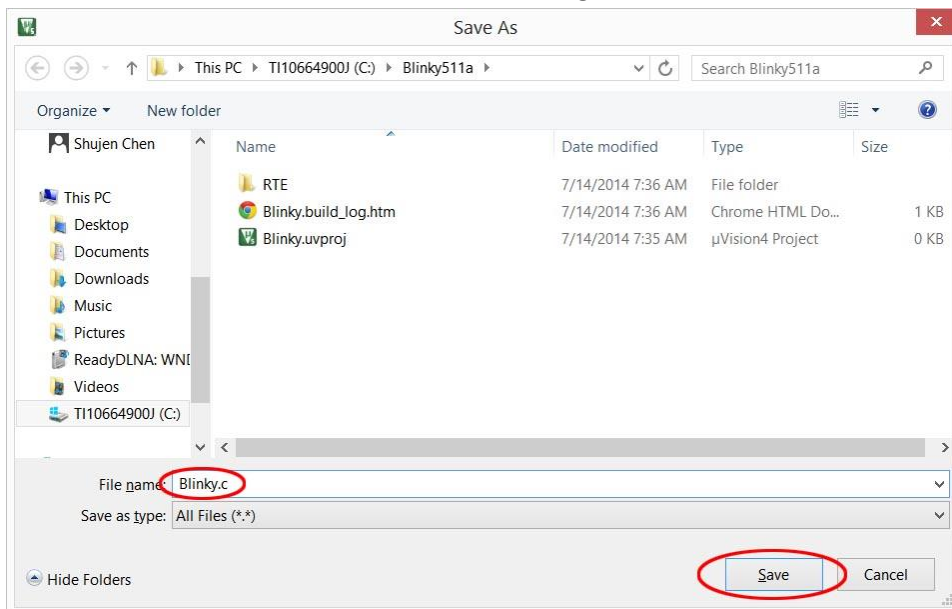 Save As
This PC TI10664900J (C:) Blinky511a
Search Blinky511a
Organize New folder
Shujen Chen
This PC
Desktop
Documents
Downloads
Music
Pictures
ReadyDLNA: WND
Videos
TI10664900J (C:)
Name Date modified Type Size
RTE 7/14/2014 7:36 AM File folder
Blinky.build_log.htm 7/14/2014 7:36 AM Chrome HTML Do... 1 KB
Blinky.uvproj 7/14/2014 7:35 AM µVision4 Project 0 KB
File name: Blinky.c
Save as type: All Files (*.*)
Hide Folders
Save Cancel